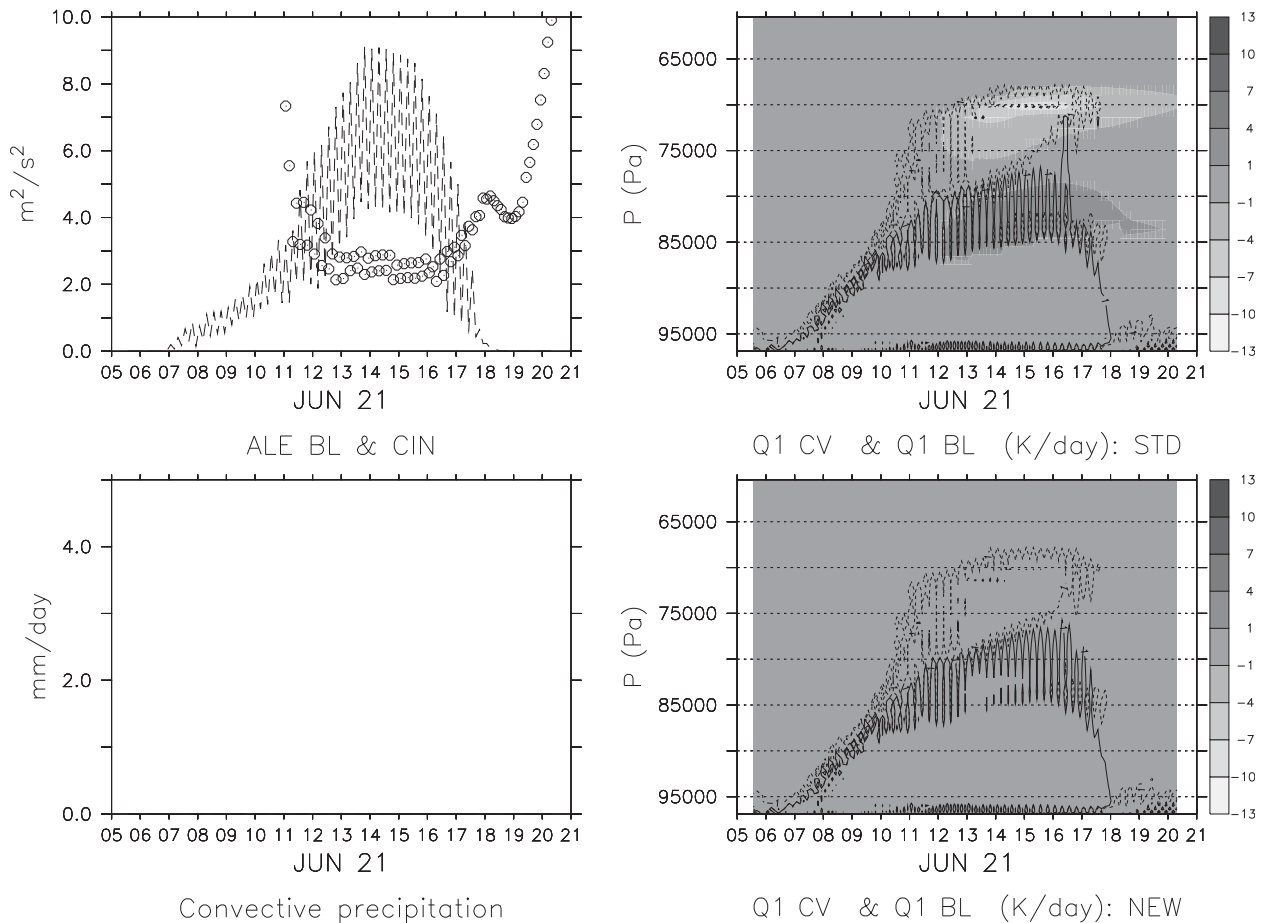 10.0
8.0
6.0
4.0
2.0
0.0
m²/s²
05 06 07 08 09 10 11 12 13 14 15 16 17 18 19 20 21
JUN 21
ALE BL & CIN
65000
75000
85000
95000
P (Pa)
05 06 07 08 09 10 11 12 13 14 15 16 17 18 19 20 21
JUN 21
13
10
7
4
1
-1
-4
-7
-10
-13
Q1 CV & Q1 BL (K/day): STD
4.0
2.0
0.0
mm/day
05 06 07 08 09 10 11 12 13 14 15 16 17 18 19 20 21
JUN 21
Convective precipitation
65000
75000
85000
95000
P (Pa)
05 06 07 08 09 10 11 12 13 14 15 16 17 18 19 20 21
JUN 21
13
10
7
4
1
-1
-4
-7
-10
-13
Q1 CV & Q1 BL (K/day): NEW